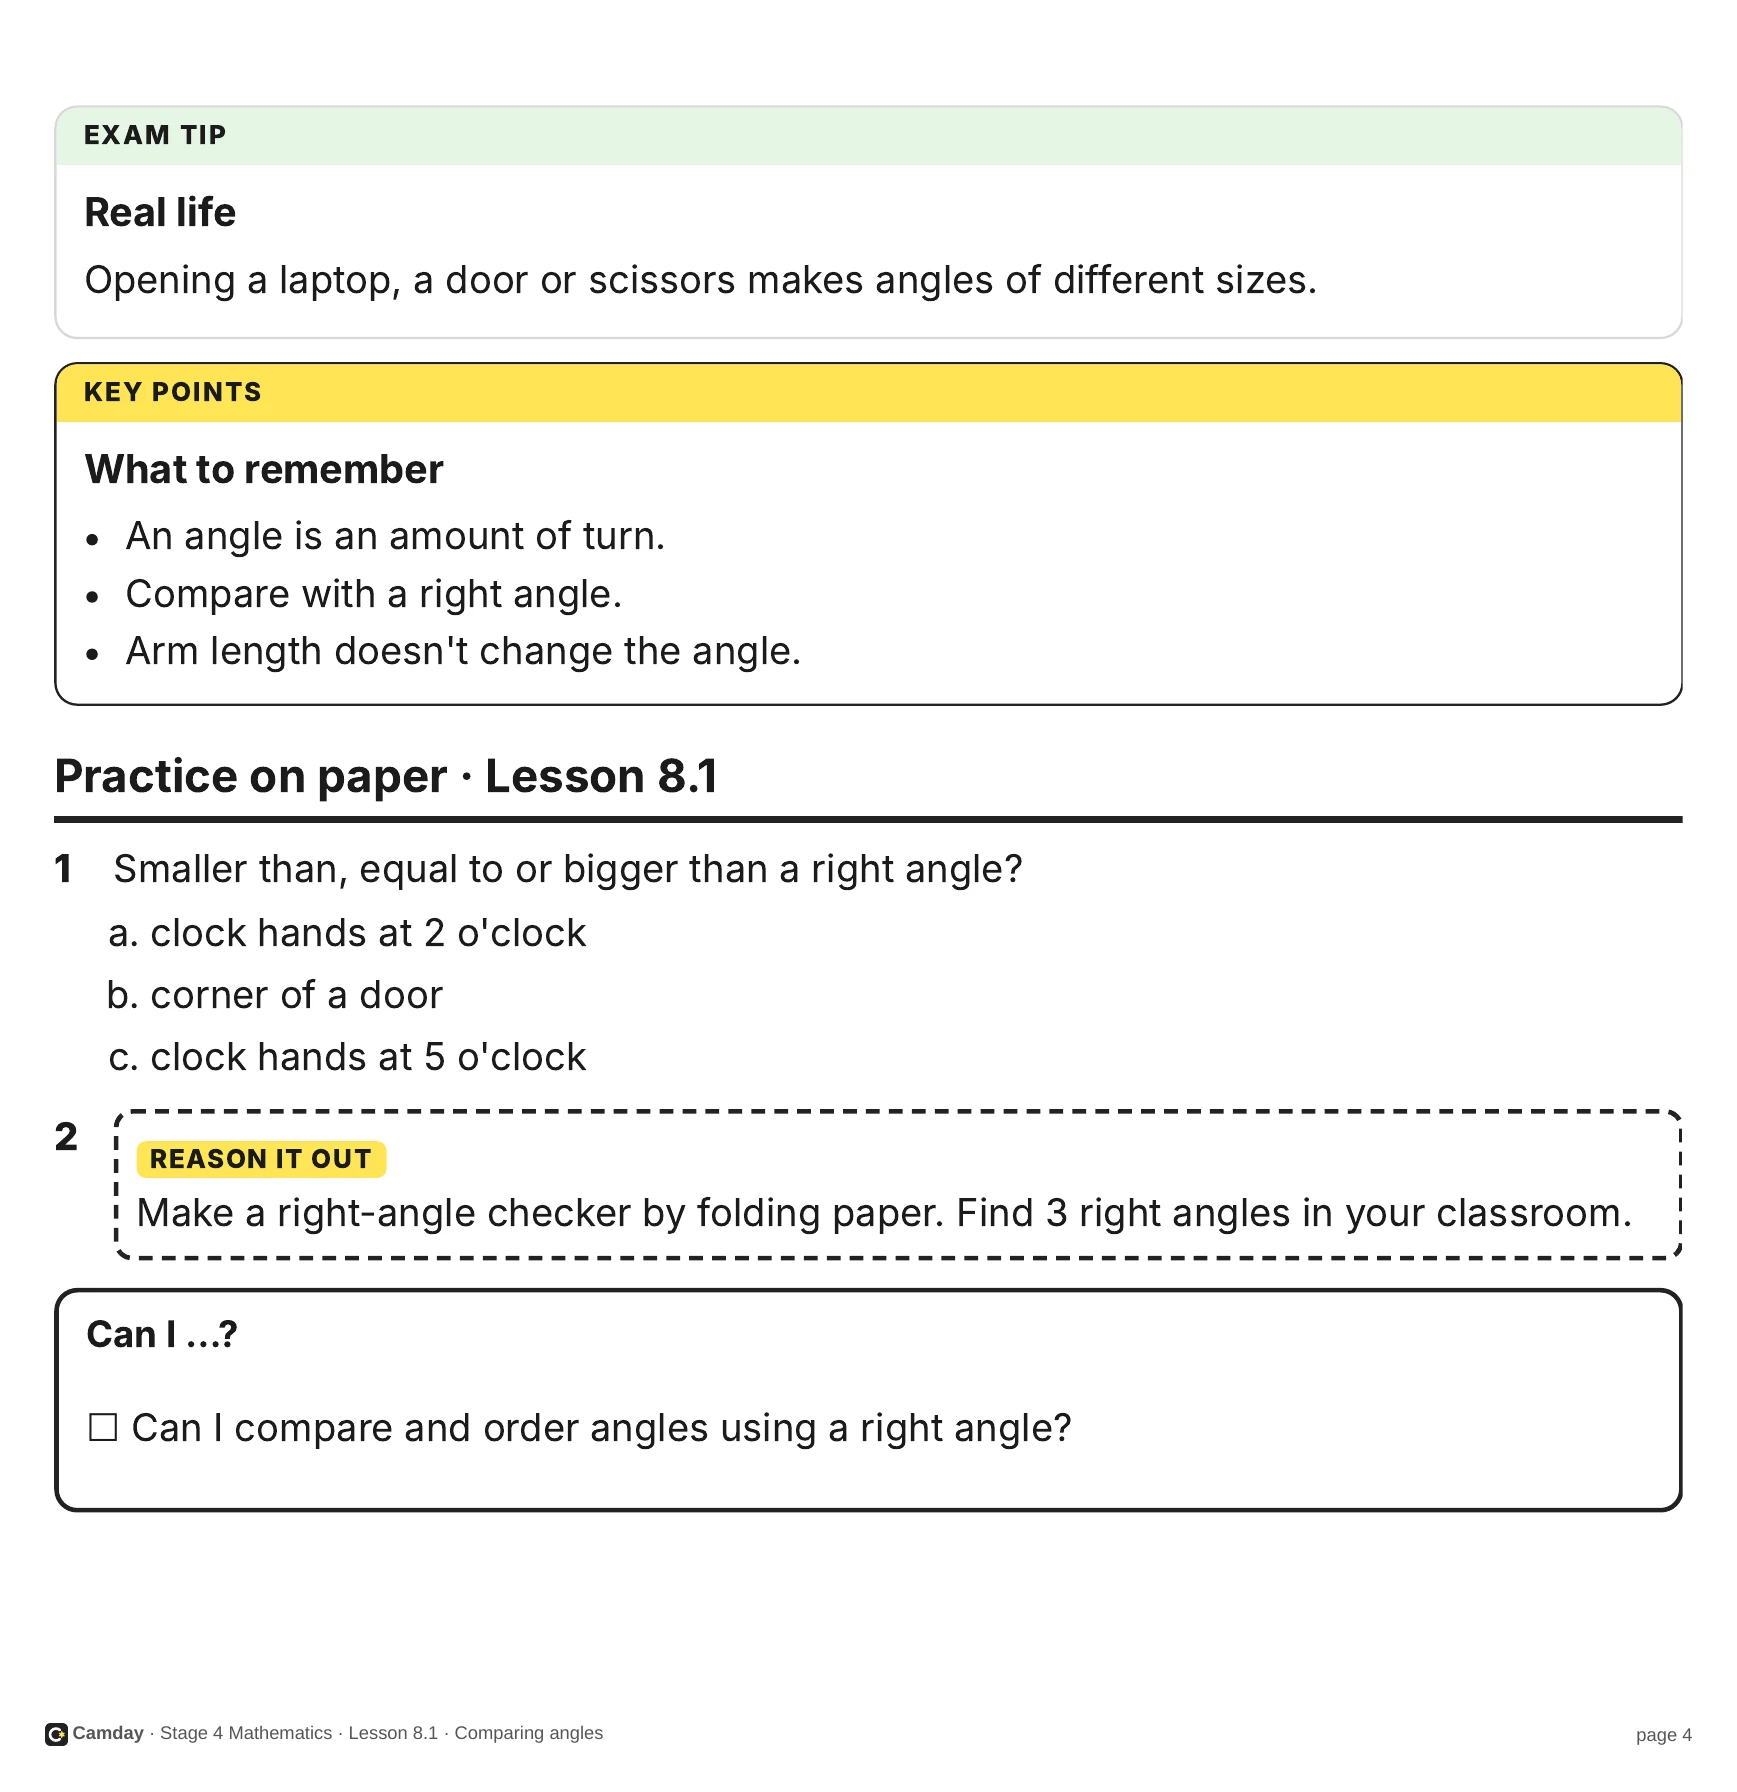 EXAM TIP
Real life
Opening a laptop, a door or scissors makes angles of different sizes.
KEY POINTS
What to remember
• An angle is an amount of turn.
• Compare with a right angle.
• Arm length doesn't change the angle.
Practice on paper · Lesson 8.1
1 Smaller than, equal to or bigger than a right angle?
a. clock hands at 2 o'clock
b. corner of a door
c. clock hands at 5 o'clock
2
REASON IT OUT
Make a right-angle checker by folding paper. Find 3 right angles in your classroom.
Can I ...?
☐ Can I compare and order angles using a right angle?
Camday · Stage 4 Mathematics · Lesson 8.1 · Comparing angles
page 4